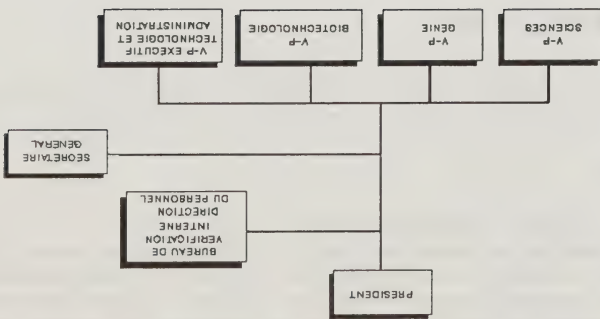 PRESIDENT
BUREAU DE
VERIFICATION
INTERNE
DIRECTION
DU PERSONNEL
SECRETAIRE
GENERAL
V-P
SCIENCES
V-P
GENIE
V-P
BIOTECHNOLOGIE
V-P EXECUTIF
TECHNOLOGIE ET
ADMINISTRATION